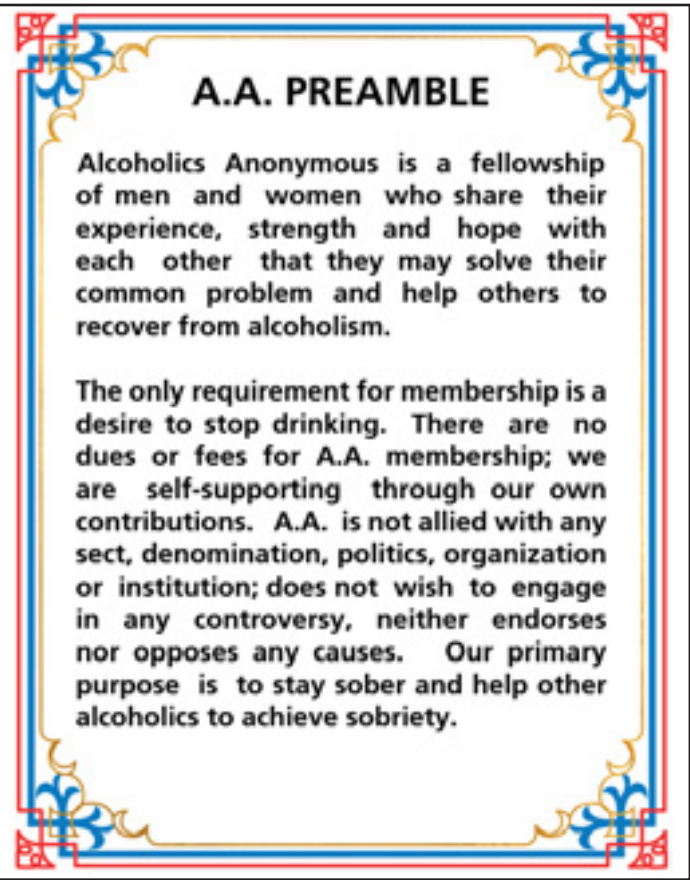 A.A. PREAMBLE
Alcoholics Anonymous is a fellowship
of men and women who share their
experience, strength and hope with
each other that they may solve their
common problem and help others to
recover from alcoholism.
The only requirement for membership is a
desire to stop drinking. There are no
dues or fees for A.A. membership; we
are self-supporting through our own
contributions. A.A. is not allied with any
sect, denomination, politics, organization
or institution; does not wish to engage
in any controversy, neither endorses
nor opposes any causes. Our primary
purpose is to stay sober and help other
alcoholics to achieve sobriety.